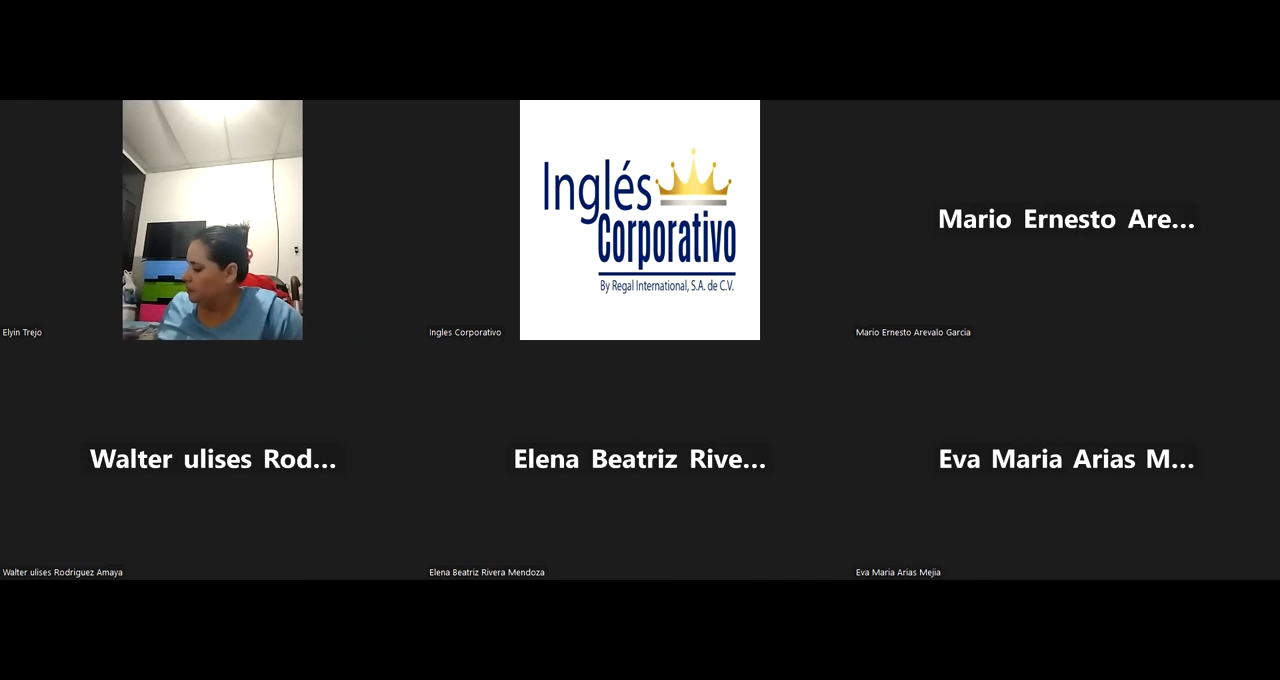 Inglés
Corporativo
By Regal International, S.A. de C.V.
Mario Ernesto Are...
Elyin Trejo
Ingles Corporativo
Mario Ernesto Arevalo Garcia
Walter ulises Rod...
Elena Beatriz Rive...
Eva Maria Arias M...
Walter ulises Rodriguez Amaya
Elena Beatriz Rivera Mendoza
Eva Maria Arias Mejia